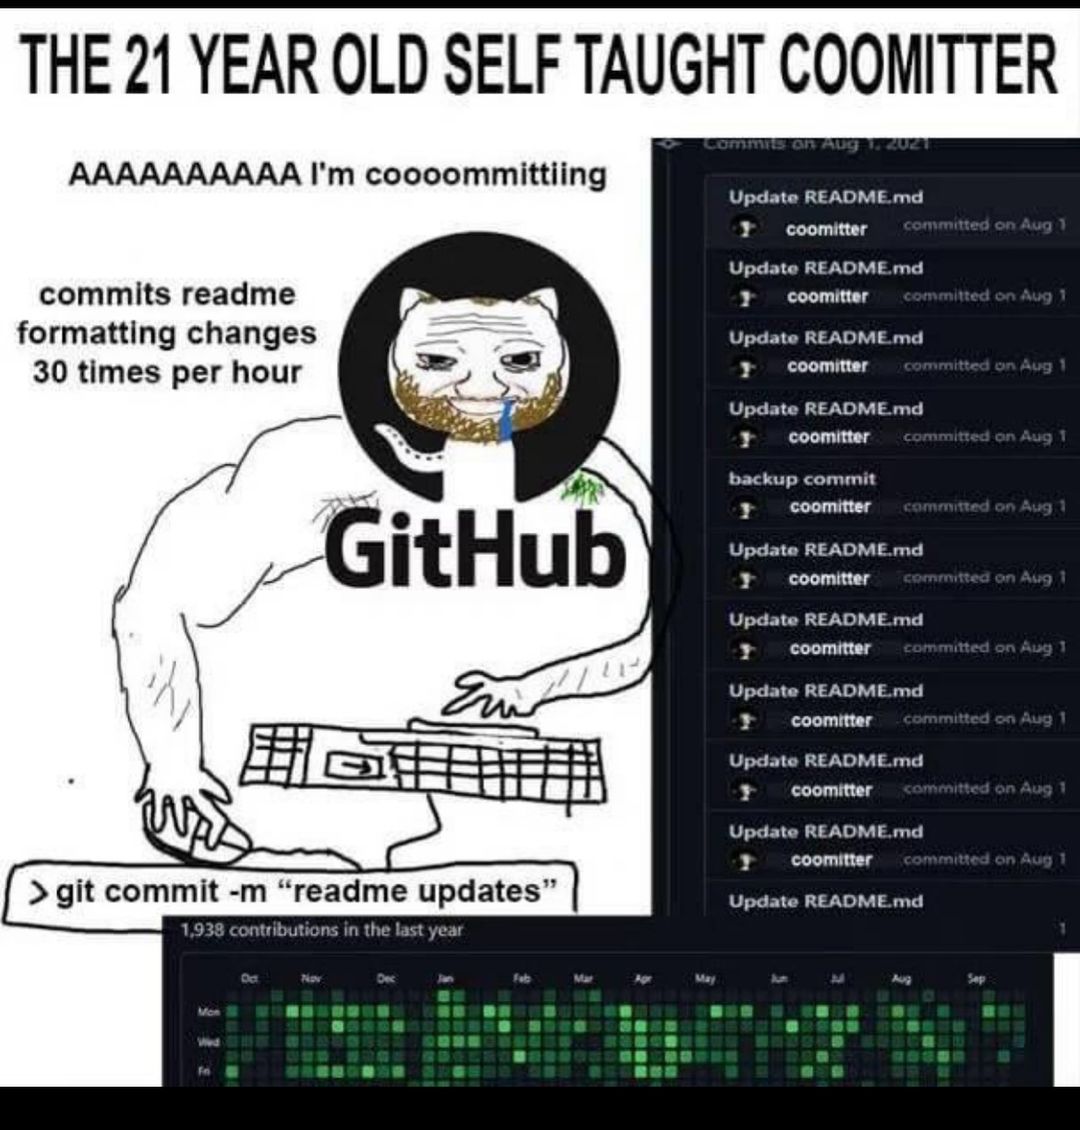 THE 21 YEAR OLD SELF TAUGHT COOMITTER
AAAAAAAAAA I'm coooommittiing
commits readme
formatting changes
30 times per hour
GitHub
> git commit -m “readme updates”
Commits on Aug 1, 2021
Update README.md
coomitter committed on Aug 1
Update README.md
coomitter committed on Aug 1
Update README.md
coomitter committed on Aug 1
Update README.md
coomitter committed on Aug 1
backup commit
coomitter committed on Aug 1
Update README.md
coomitter committed on Aug 1
Update README.md
coomitter committed on Aug 1
Update README.md
coomitter committed on Aug 1
Update README.md
coomitter committed on Aug 1
Update README.md
coomitter committed on Aug 1
Update README.md
1
1,938 contributions in the last year
Oct Nov Dec Jan Feb Mar Apr May Jun Jul Aug Sep
Mon
Wed
Fri